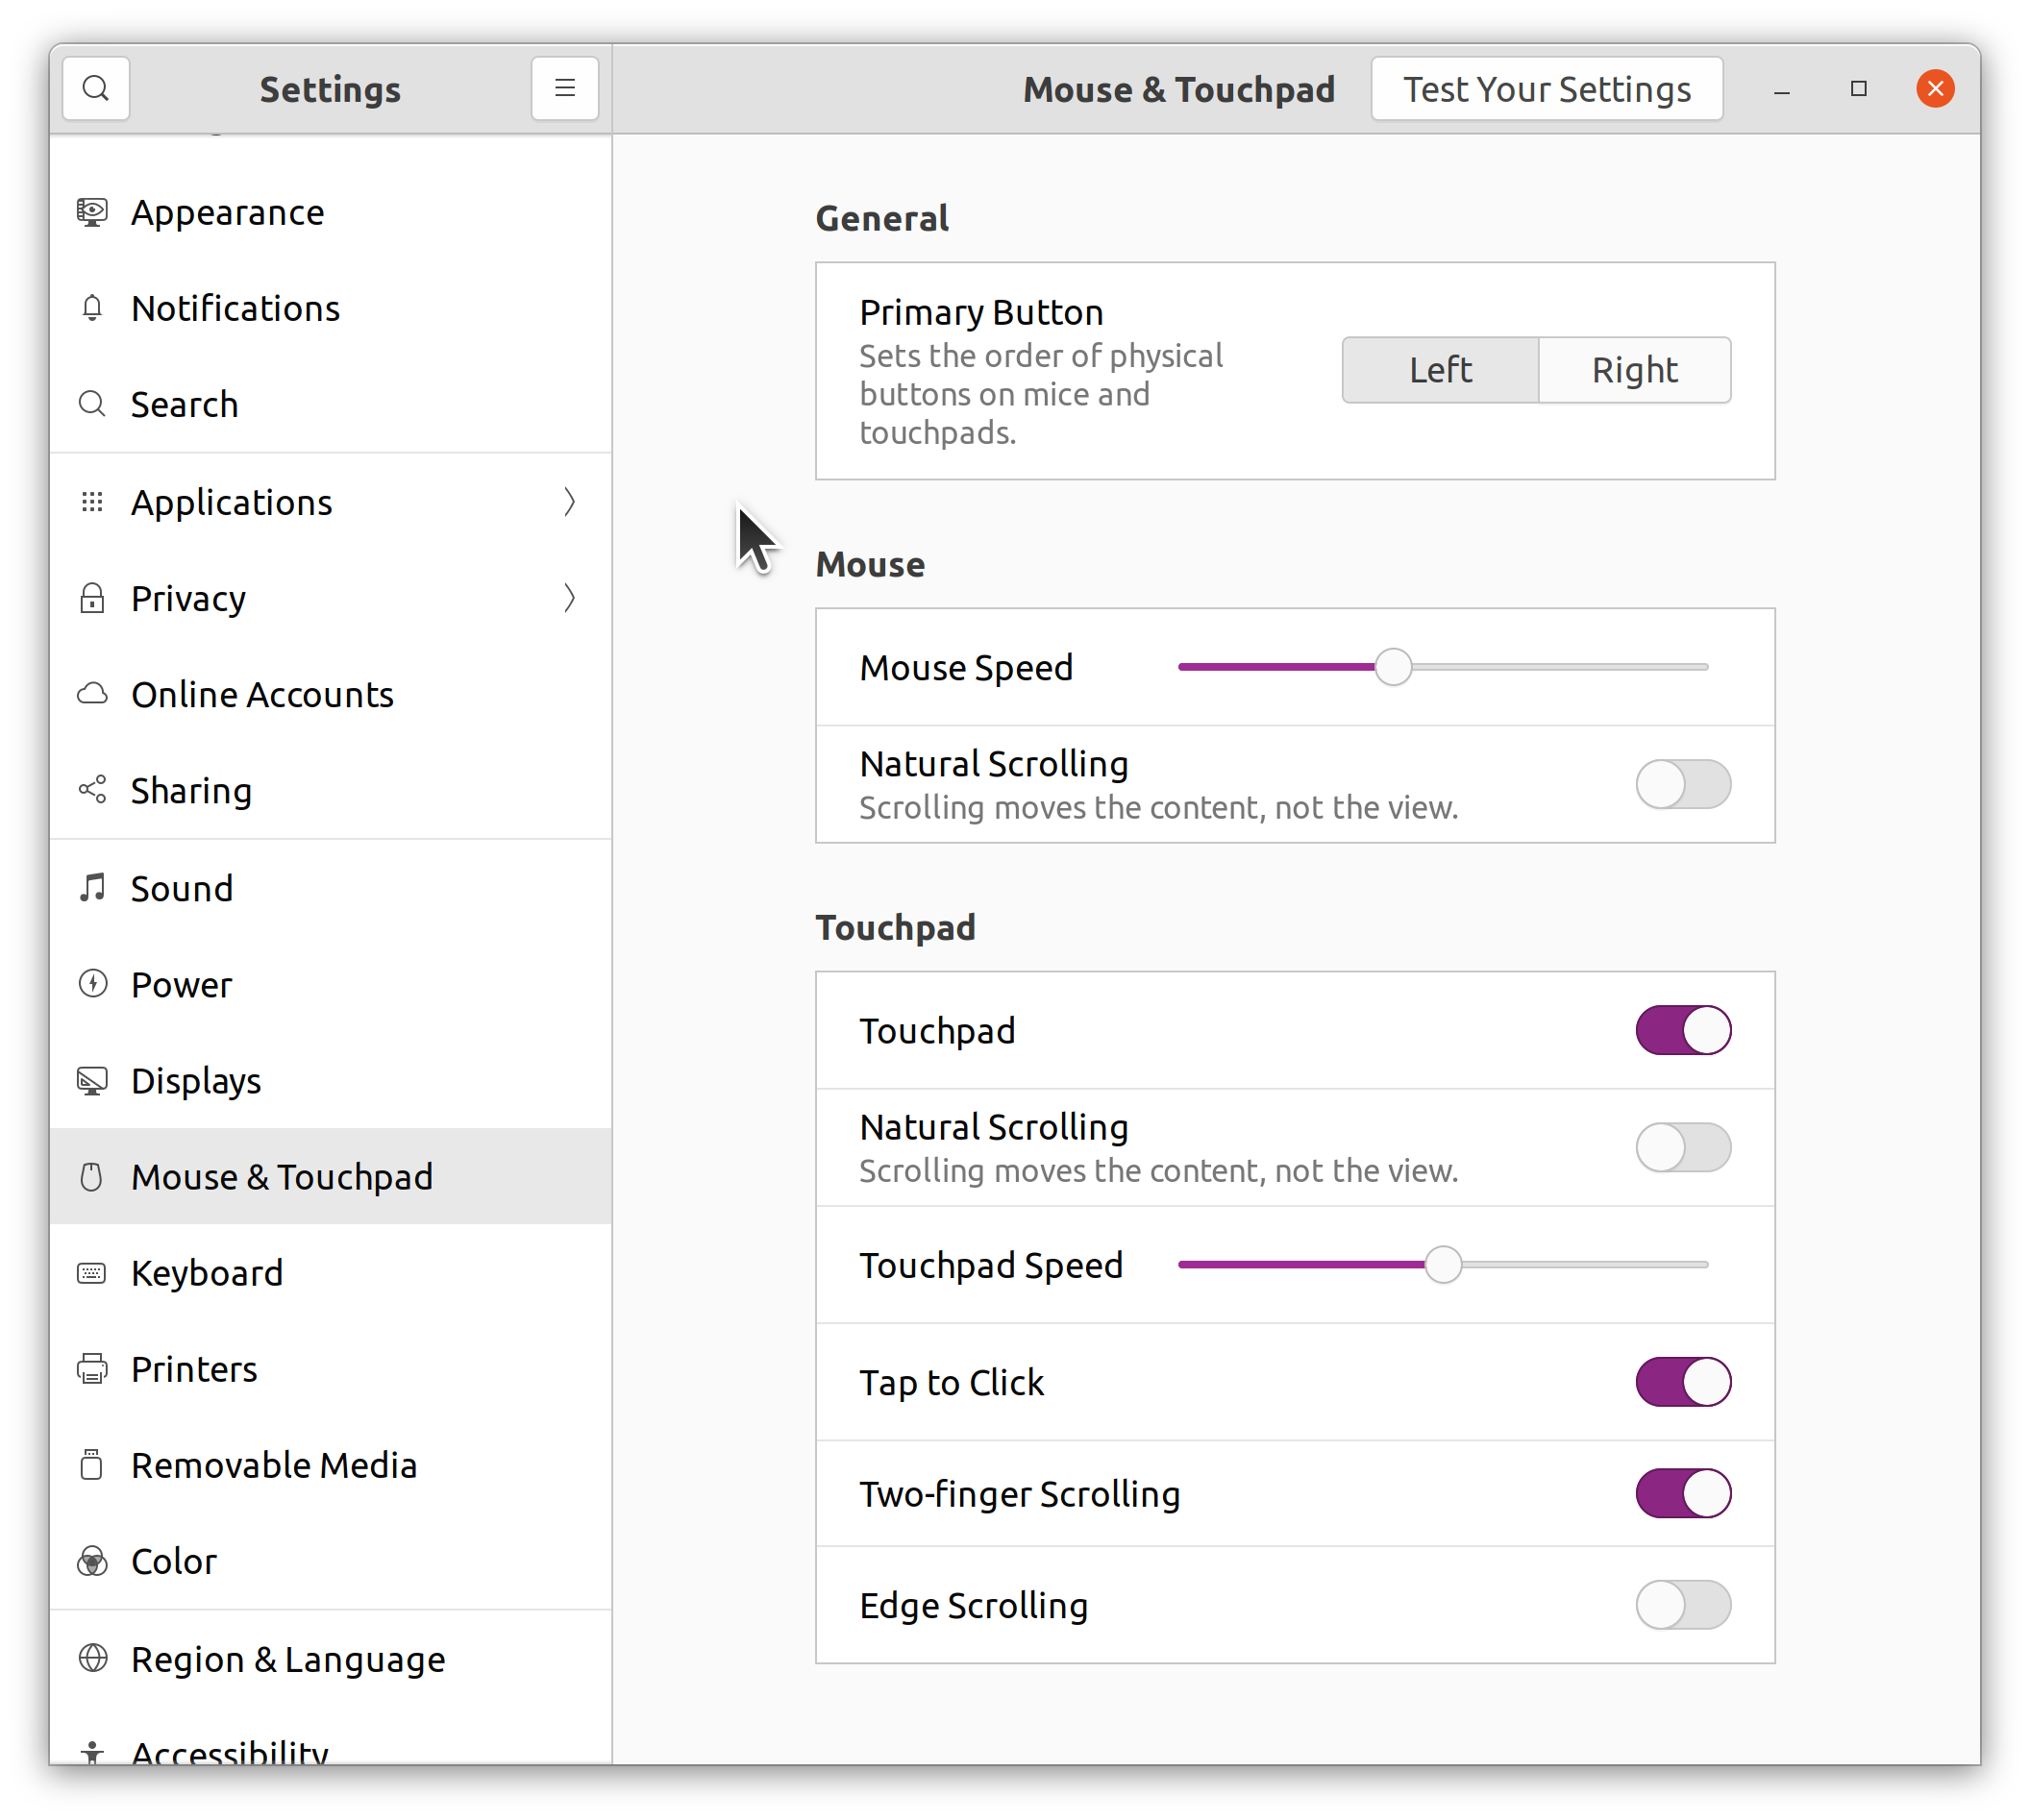 Settings
Mouse & Touchpad
Test Your Settings
Appearance
Notifications
Search
Applications
Privacy
Online Accounts
Sharing
Sound
Power
Displays
Mouse & Touchpad
Keyboard
Printers
Removable Media
Color
Region & Language
Accessibility
General
Primary Button
Sets the order of physical
buttons on mice and
touchpads.
Left
Right
Mouse
Mouse Speed
Natural Scrolling
Scrolling moves the content, not the view.
Touchpad
Touchpad
Natural Scrolling
Scrolling moves the content, not the view.
Touchpad Speed
Tap to Click
Two-finger Scrolling
Edge Scrolling